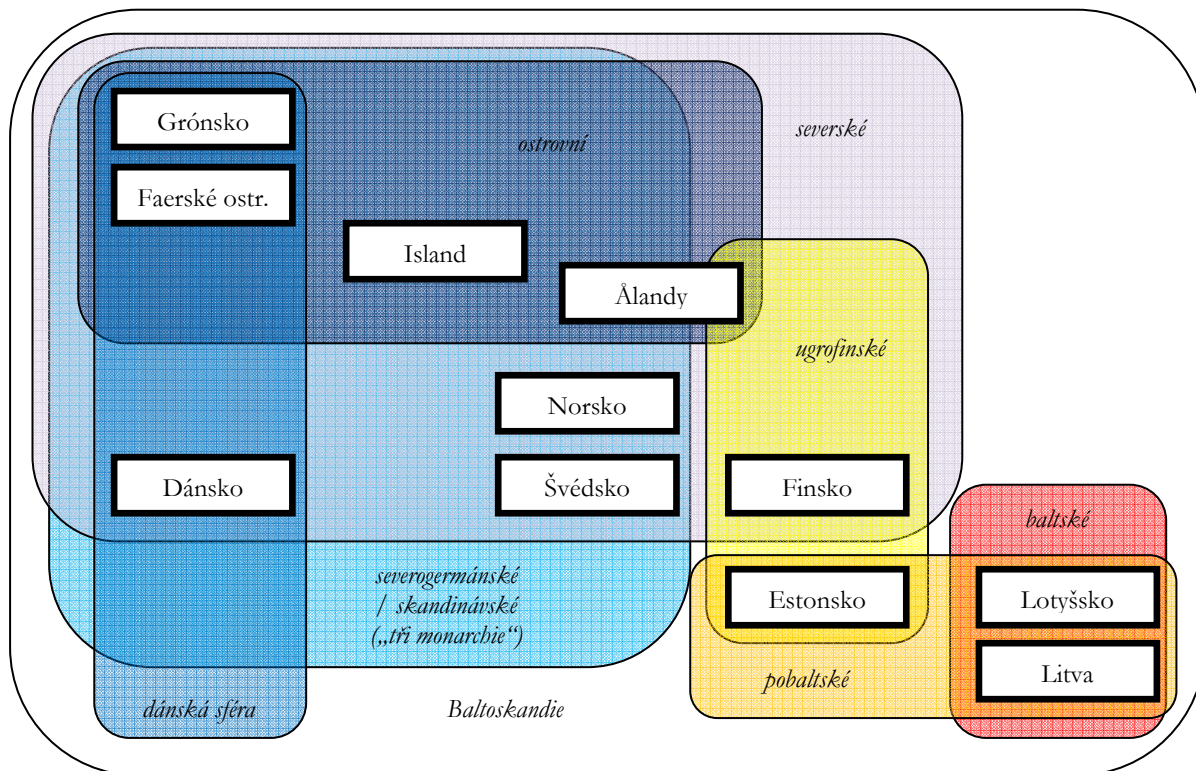 Grónsko
severské
ostrovní
Faerské ostr.
Island
Ålandy
ugrofinské
Norsko
Dánsko
Švédsko
Finsko
baltské
severogermánské
/ skandinávské
(„tři monarchie“)
Estonsko
Lotyšsko
Litva
pobaltské
dánská sféra
Baltoskandie